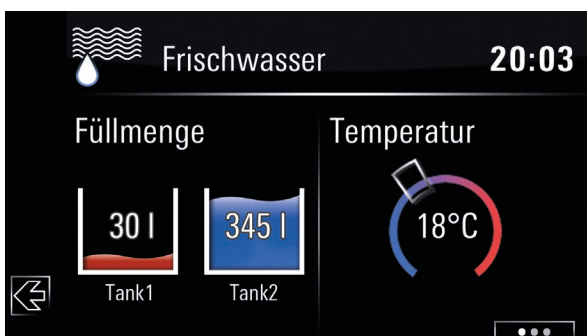 Frischwasser
20:03
Füllmenge
Temperatur
30 l
345 l
18°C
Tank1
Tank2